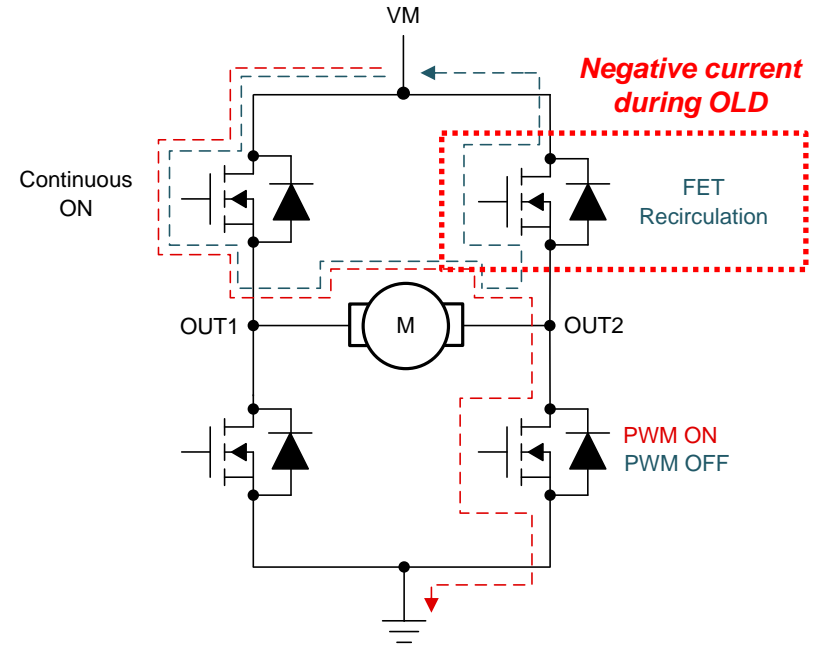 VM
Negative current
during OLD
Continuous
ON
FET
Recirculation
OUT1
M
OUT2
PWM ON
PWM OFF